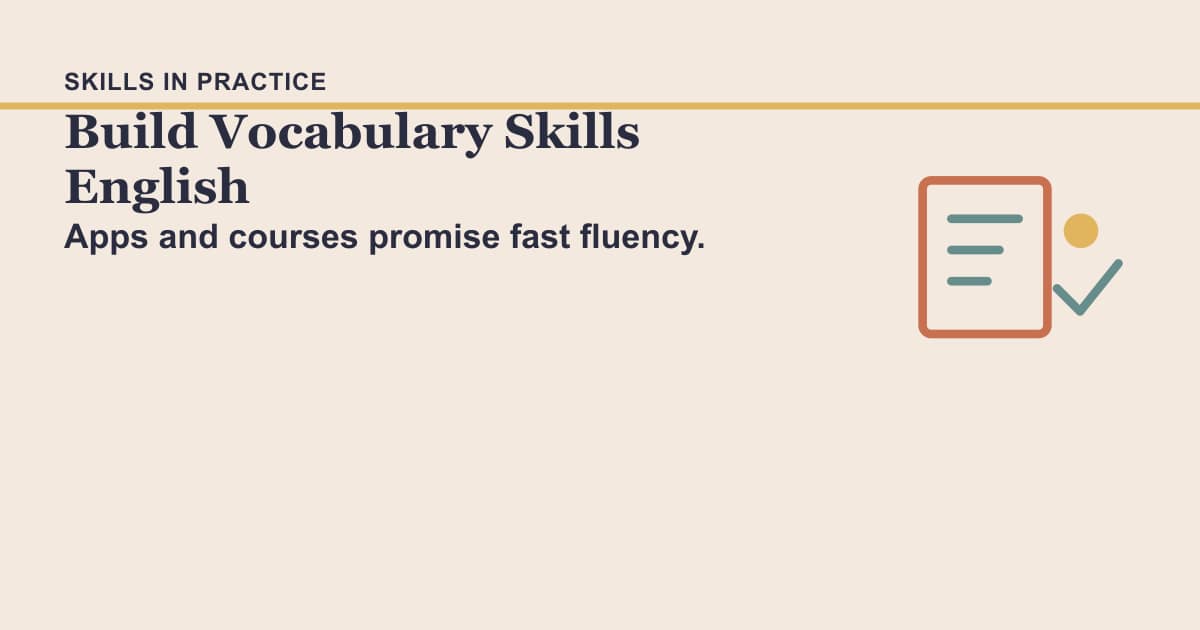 SKILLS IN PRACTICE
Build Vocabulary Skills
English
Apps and courses promise fast fluency.